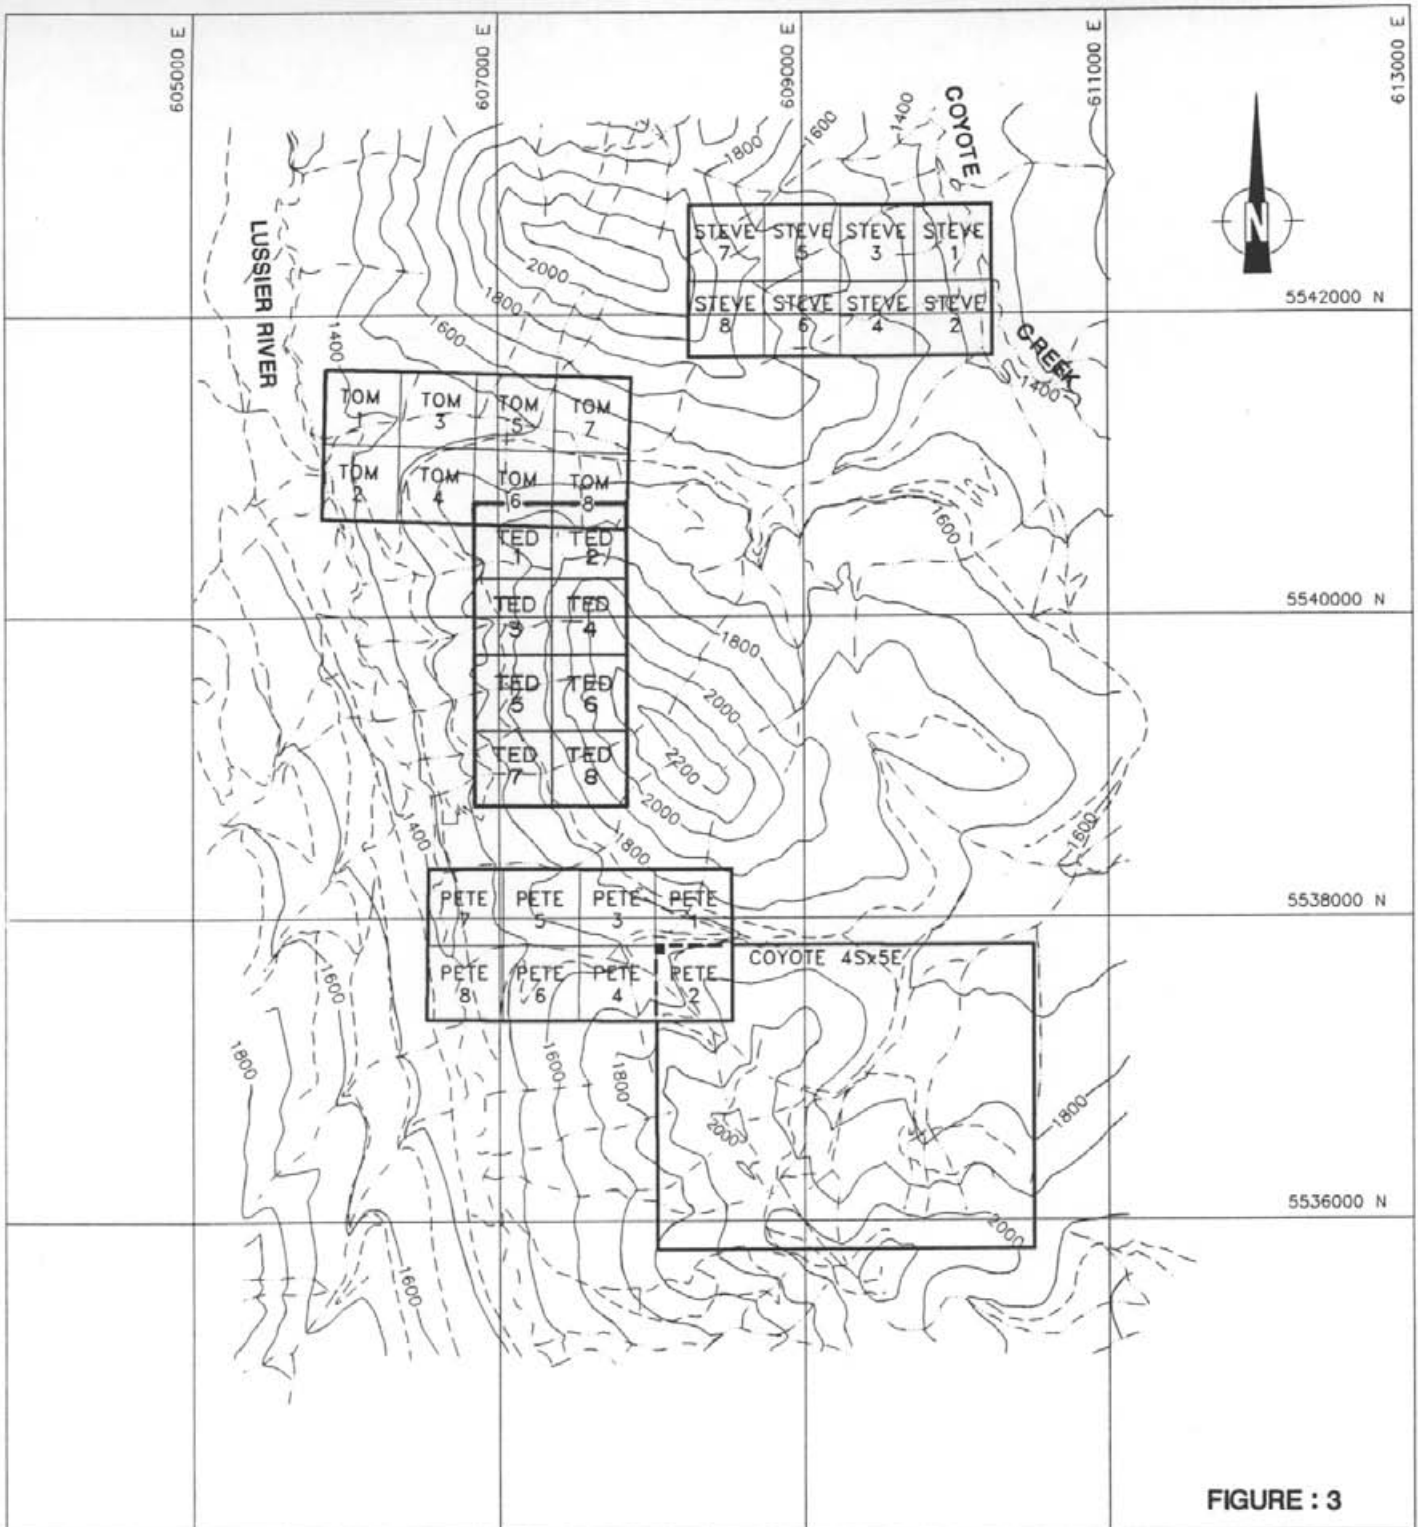 605000 E
607000 E
609000 E
611000 E
613000 E
COYOTE
1400
1600
1800
N
LUSSIER RIVER
STEVE 7
STEVE 5
STEVE 3
STEVE 1
2000
1800
5542000 N
STEVE 8
STEVE 6
STEVE 4
STEVE 2
1600
1400
CREEK
1400
TOM 1
TOM 3
TOM 5
TOM 7
TOM 2
TOM 4
TOM 6
TOM 8
1600
TED 1
TED 2
5540000 N
TED 3
TED 4
1800
TED 5
TED 6
2000
2200
TED 7
TED 8
2000
1400
1800
1600
PETE 7
PETE 5
PETE 3
PETE 1
5538000 N
COYOTE 4Sx5E
PETE 8
PETE 6
PETE 4
PETE 2
1600
1800
1600
1800
1800
2000
5536000 N
2000
1600
FIGURE : 3